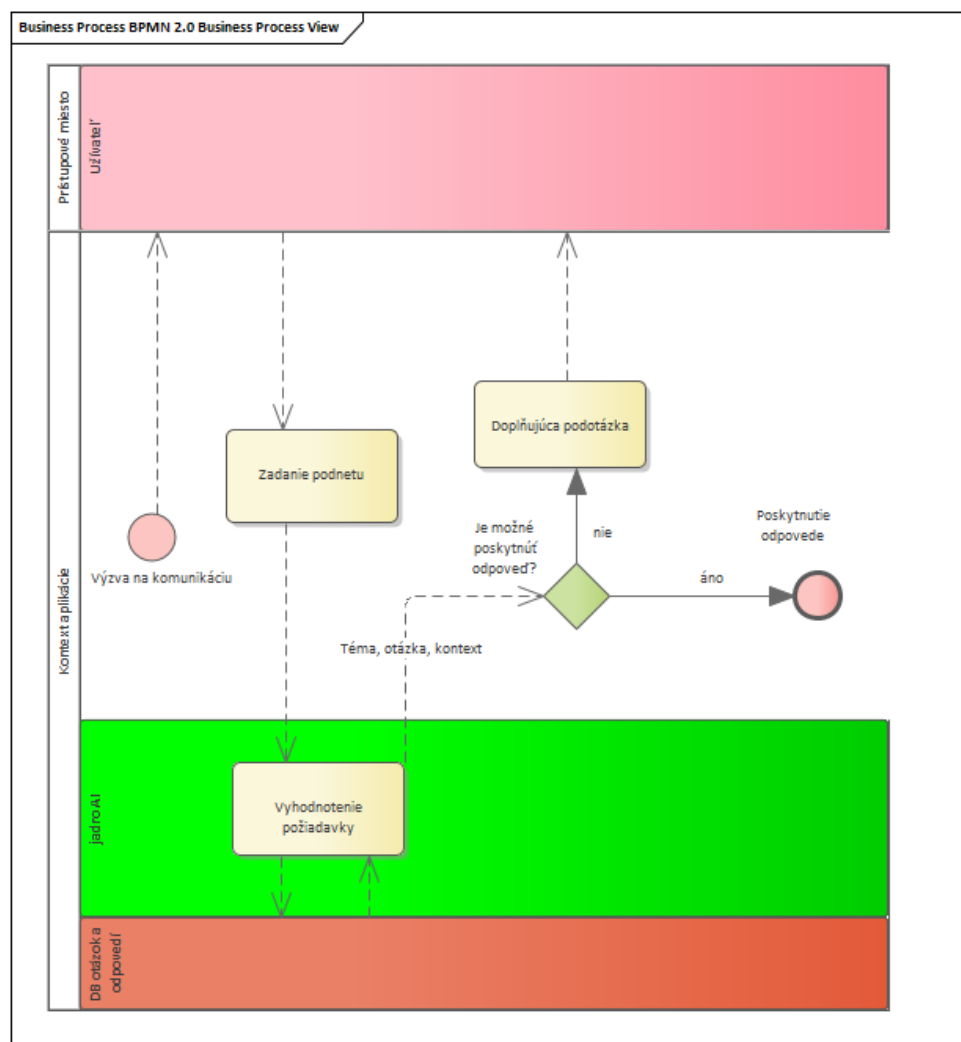 Business Process BPMN 2.0 Business Process View
Prístupové miesto
Užívateľ
Kontext aplikácie
Doplňujúca podotázka
Zadanie podnetu
Výzva na komunikáciu
Je možné
poskytnúť
odpoveď?
nie
Poskytnutie
odpovede
áno
Téma, otázka, kontext
jadro AI
Vyhodnotenie
požiadavky
DB otázok a
odpovedí